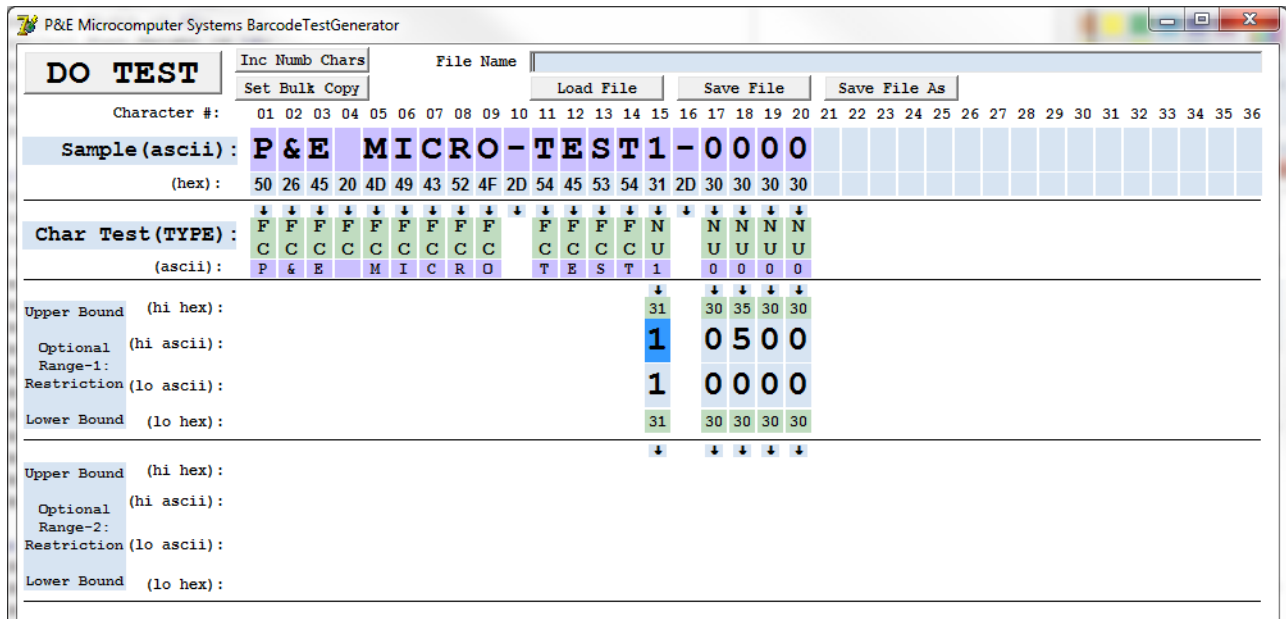 P&E Microcomputer Systems BarcodeTestGenerator
DO TEST
Inc Numb Chars
File Name
Set Bulk Copy
Load File
Save File
Save File As
Character #: 01 02 03 04 05 06 07 08 09 10 11 12 13 14 15 16 17 18 19 20 21 22 23 24 25 26 27 28 29 30 31 32 33 34 35 36
Sample(ascii): P & E M I C R O - T E S T 1 - 0 0 0 0
(hex): 50 26 45 20 4D 49 43 52 4F 2D 54 45 53 54 31 2D 30 30 30 30
↓ ↓ ↓ ↓ ↓ ↓ ↓ ↓ ↓ ↓ ↓ ↓ ↓ ↓ ↓ ↓ ↓ ↓ ↓ ↓
F F F F F F F F F F F F F N N N N N
Char Test(TYPE):
C C C C C C C C C C C C C U U U U U
(ascii): P & E M I C R O T E S T 1 0 0 0 0
↓ ↓ ↓ ↓ ↓
Upper Bound (hi hex): 31 30 35 30 30
Optional (hi ascii): 1 0 5 0 0
Range-1:
Restriction (lo ascii): 1 0 0 0 0
Lower Bound (lo hex): 31 30 30 30 30
↓ ↓ ↓ ↓ ↓
Upper Bound (hi hex):
Optional (hi ascii):
Range-2:
Restriction (lo ascii):
Lower Bound (lo hex):